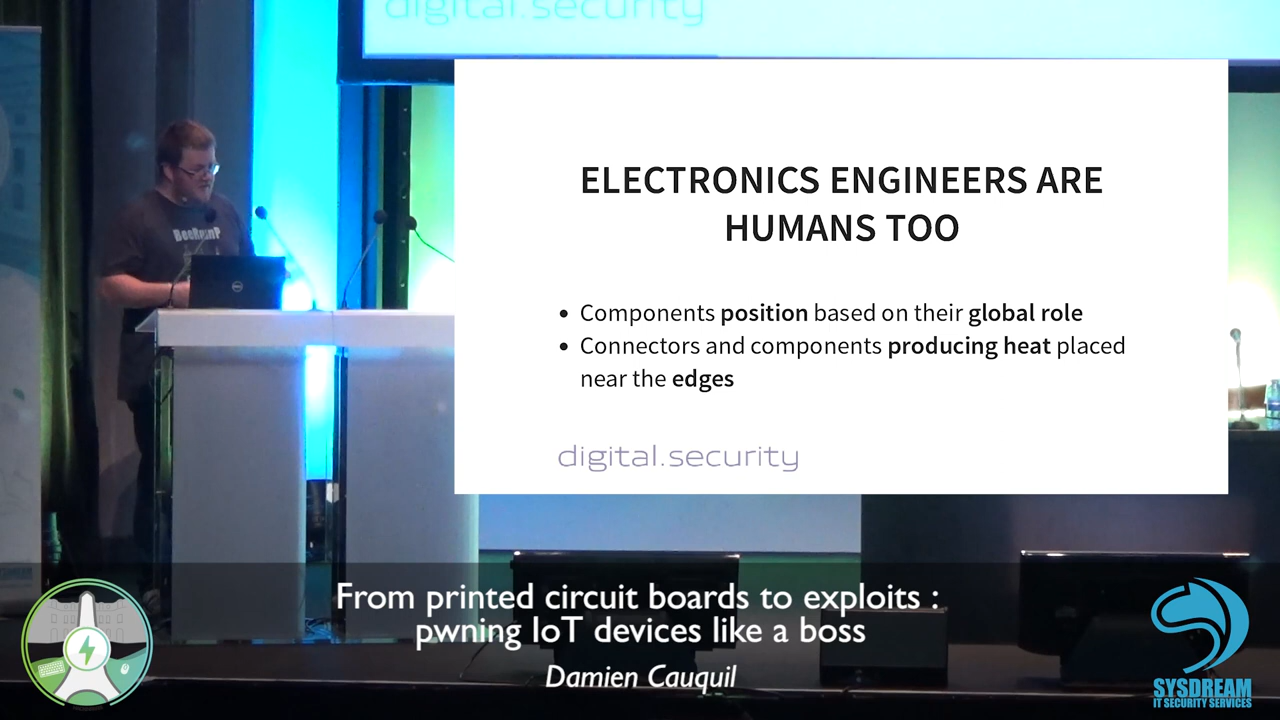 digital.security
ELECTRONICS ENGINEERS ARE
HUMANS TOO
• Components position based on their global role
• Connectors and components producing heat placed
near the edges
digital.security
From printed circuit boards to exploits :
pwning IoT devices like a boss
Damien Cauquil
SYSDREAM
IT SECURITY SERVICES
DELL